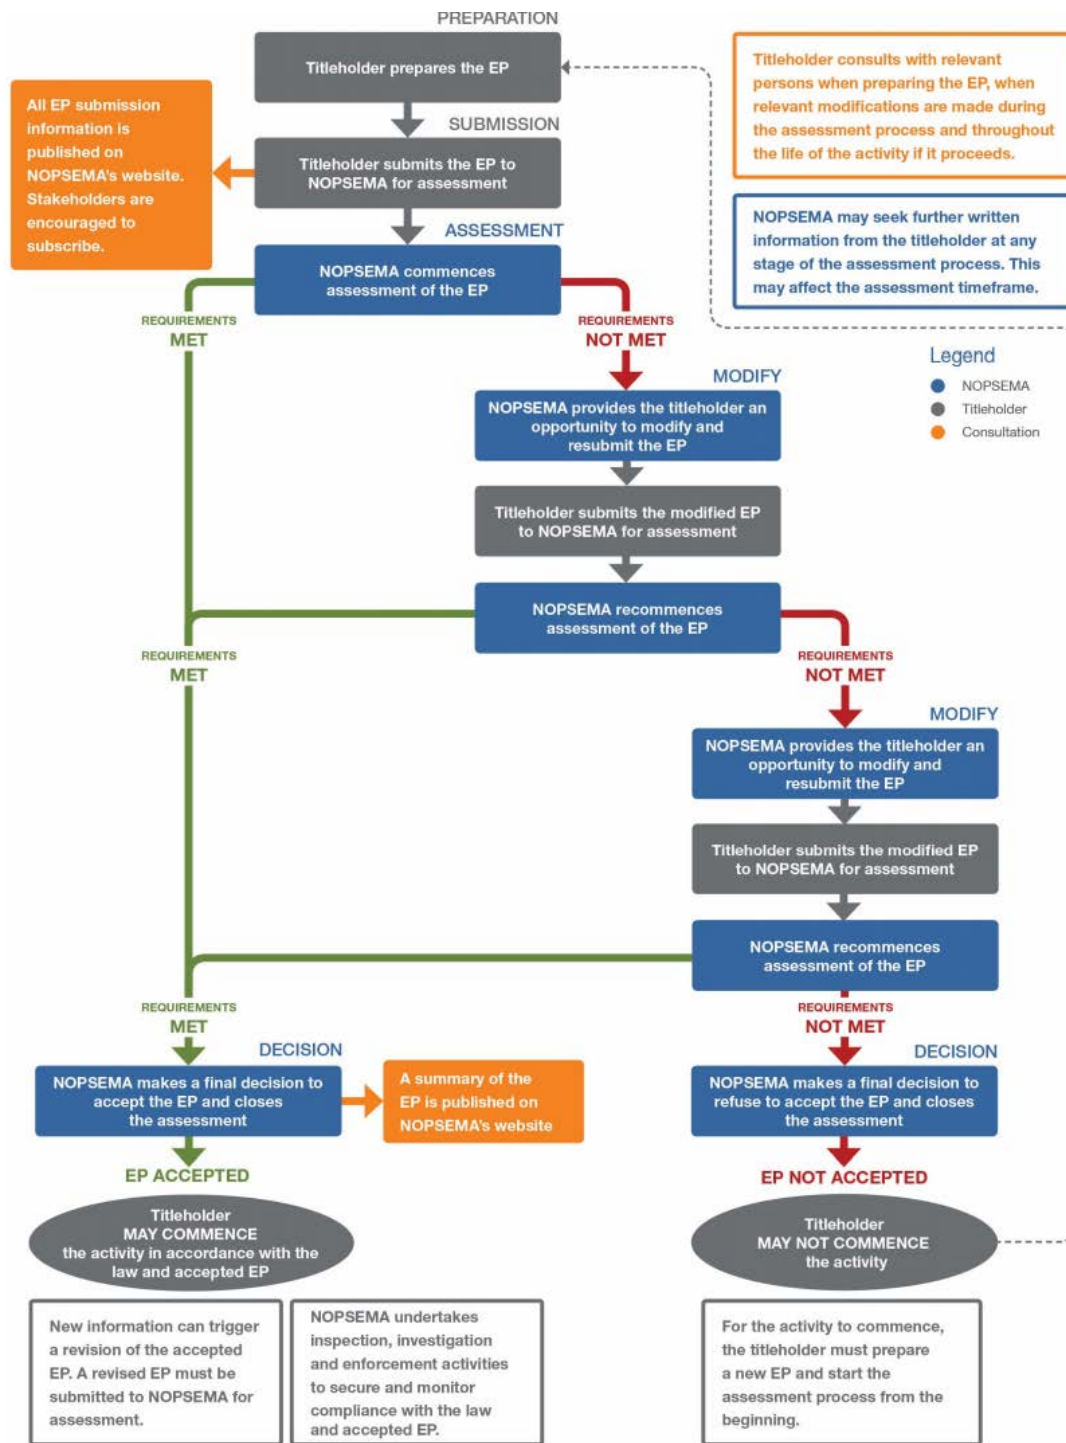 PREPARATION
Titleholder prepares the EP
Titleholder consults with relevant
persons when preparing the EP, when
relevant modifications are made during
the assessment process and throughout
the life of the activity if it proceeds.
All EP submission
information is
published on
NOPSEMA's website.
Stakeholders are
encouraged to
subscribe.
SUBMISSION
Titleholder submits the EP to
NOPSEMA for assessment
NOPSEMA may seek further written
information from the titleholder at any
stage of the assessment process. This
may affect the assessment timeframe.
ASSESSMENT
NOPSEMA commences
assessment of the EP
REQUIREMENTS
MET
REQUIREMENTS
NOT MET
Legend
NOPSEMA
Titleholder
Consultation
MODIFY
NOPSEMA provides the titleholder an
opportunity to modify and
resubmit the EP
Titleholder submits the modified EP
to NOPSEMA for assessment
NOPSEMA recommences
assessment of the EP
REQUIREMENTS
MET
REQUIREMENTS
NOT MET
MODIFY
NOPSEMA provides the titleholder an
opportunity to modify and
resubmit the EP
Titleholder submits the modified EP
to NOPSEMA for assessment
NOPSEMA recommences
assessment of the EP
REQUIREMENTS
MET
REQUIREMENTS
NOT MET
DECISION
NOPSEMA makes a final decision to
accept the EP and closes
the assessment
A summary of the
EP is published on
NOPSEMA's website
DECISION
NOPSEMA makes a final decision to
refuse to accept the EP and closes
the assessment
EP ACCEPTED
EP NOT ACCEPTED
Titleholder
MAY COMMENCE
the activity in accordance with the
law and accepted EP
Titleholder
MAY NOT COMMENCE
the activity
New information can trigger
a revision of the accepted
EP. A revised EP must be
submitted to NOPSEMA for
assessment.
NOPSEMA undertakes
inspection, investigation
and enforcement activities
to secure and monitor
compliance with the law
and accepted EP.
For the activity to commence,
the titleholder must prepare
a new EP and start the
assessment process from the
beginning.